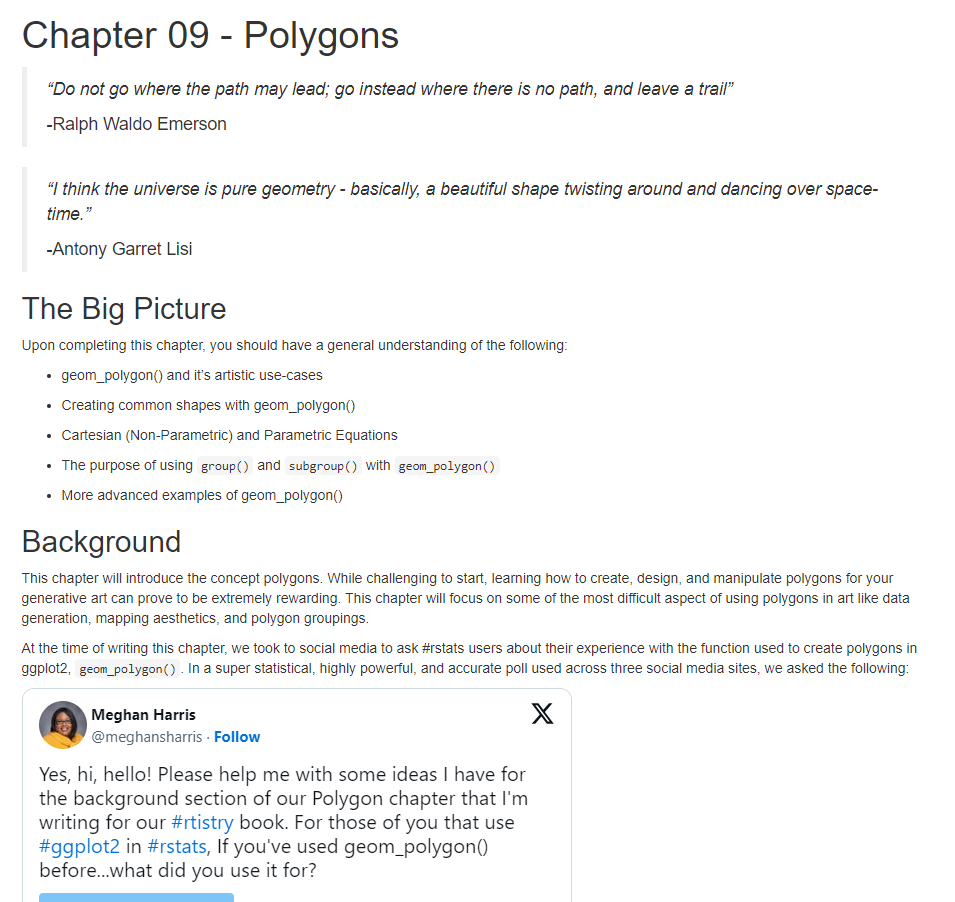 Chapter 09 - Polygons
“Do not go where the path may lead; go instead where there is no path, and leave a trail”
-Ralph Waldo Emerson
“I think the universe is pure geometry - basically, a beautiful shape twisting around and dancing over space-
time.”
-Antony Garret Lisi
The Big Picture
Upon completing this chapter, you should have a general understanding of the following:
• geom_polygon() and it’s artistic use-cases
• Creating common shapes with geom_polygon()
• Cartesian (Non-Parametric) and Parametric Equations
• The purpose of using group() and subgroup() with geom_polygon()
• More advanced examples of geom_polygon()
Background
This chapter will introduce the concept polygons. While challenging to start, learning how to create, design, and manipulate polygons for your
generative art can prove to be extremely rewarding. This chapter will focus on some of the most difficult aspect of using polygons in art like data
generation, mapping aesthetics, and polygon groupings.
At the time of writing this chapter, we took to social media to ask #rstats users about their experience with the function used to create polygons in
ggplot2, geom_polygon(). In a super statistical, highly powerful, and accurate poll used across three social media sites, we asked the following:
Meghan Harris
@meghansharris · Follow
Yes, hi, hello! Please help me with some ideas I have for
the background section of our Polygon chapter that I'm
writing for our #rtistry book. For those of you that use
#ggplot2 in #rstats, If you've used geom_polygon()
before...what did you use it for?